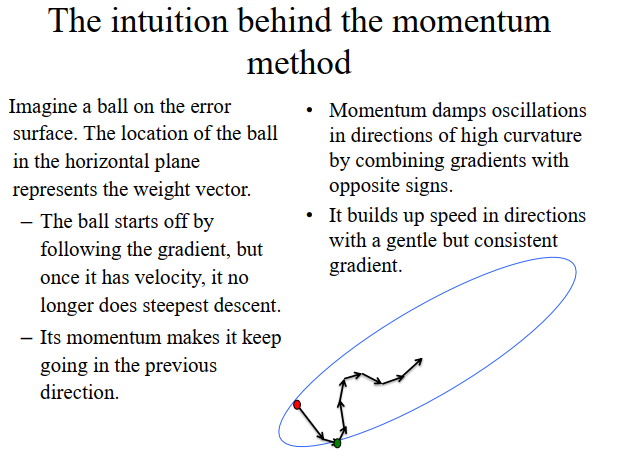 The intuition behind the momentum
method
Imagine a ball on the error
surface. The location of the ball
in the horizontal plane
represents the weight vector.
– The ball starts off by
following the gradient, but
once it has velocity, it no
longer does steepest descent.
– Its momentum makes it keep
going in the previous
direction.
• Momentum damps oscillations
in directions of high curvature
by combining gradients with
opposite signs.
• It builds up speed in directions
with a gentle but consistent
gradient.